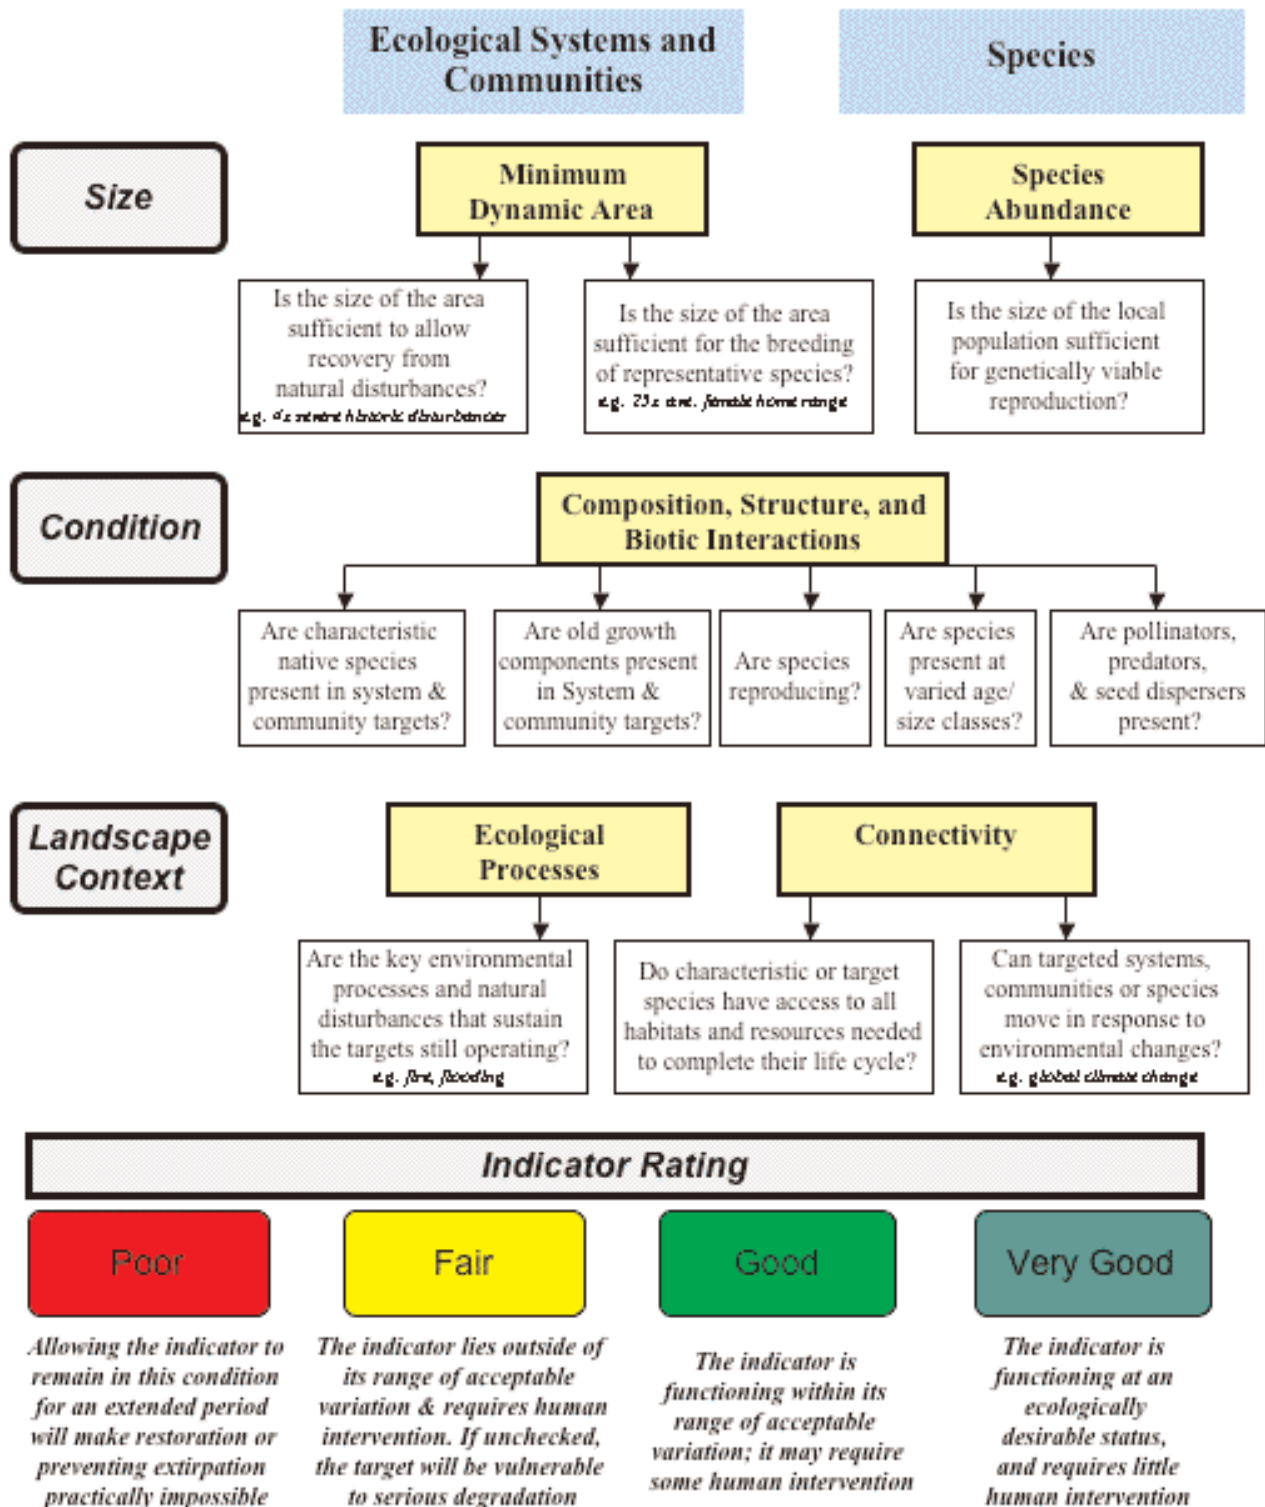 Ecological Systems and
Communities
Species
Size
Minimum
Dynamic Area
Species
Abundance
Is the size of the area
sufficient to allow
recovery from
natural disturbances?
e.g. severe historic disturbances
Is the size of the area
sufficient for the breeding
of representative species?
e.g. female home range
Is the size of the local
population sufficient
for genetically viable
reproduction?
Condition
Composition, Structure, and
Biotic Interactions
Are characteristic
native species
present in system &
community targets?
Are old growth
components present
in System &
community targets?
Are species
reproducing?
Are species
present at
varied age/
size classes?
Are pollinators,
predators,
& seed dispersers
present?
Landscape
Context
Ecological
Processes
Connectivity
Are the key environmental
processes and natural
disturbances that sustain
the targets still operating?
e.g. fire, flooding
Do characteristic or target
species have access to all
habitats and resources needed
to complete their life cycle?
Can targeted systems,
communities or species
move in response to
environmental changes?
e.g. global climate change
Indicator Rating
Poor
Fair
Good
Very Good
Allowing the indicator to
remain in this condition
for an extended period
will make restoration or
preventing extirpation
practically impossible
The indicator lies outside of
its range of acceptable
variation & requires human
intervention. If unchecked,
the target will be vulnerable
to serious degradation
The indicator is
functioning within its
range of acceptable
variation; it may require
some human intervention
The indicator is
functioning at an
ecologically
desirable status,
and requires little
human intervention